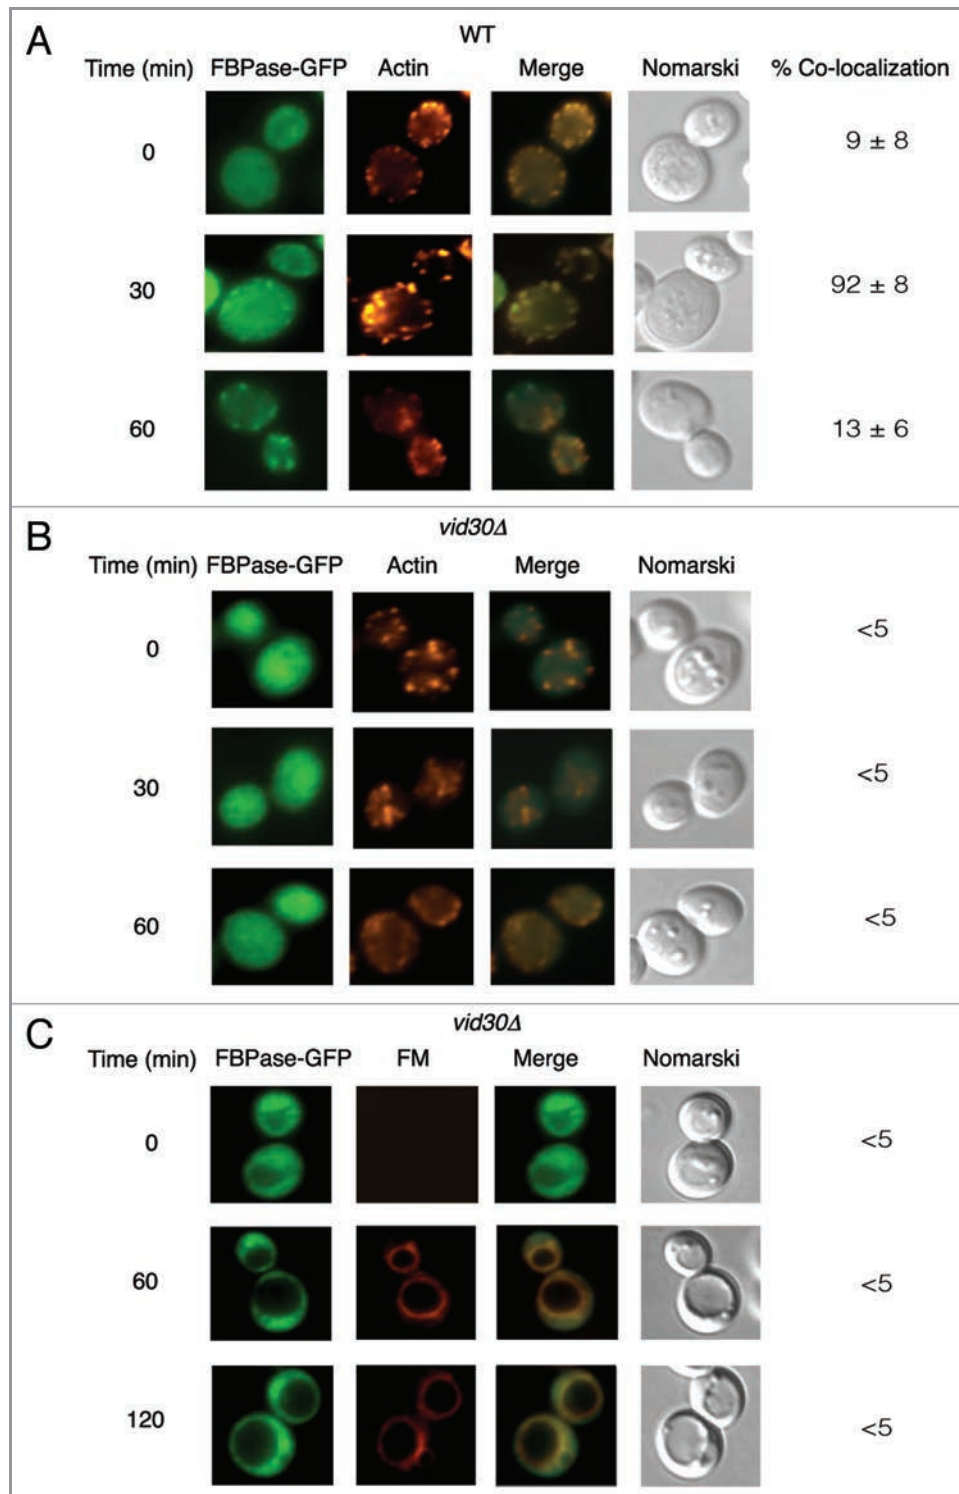 A
WT
Time (min) FBPase-GFP Actin Merge Nomarski % Co-localization
0 9 ± 8
30 92 ± 8
60 13 ± 6
B
vid30Δ
Time (min) FBPase-GFP Actin Merge Nomarski
0 <5
30 <5
60 <5
C
vid30Δ
Time (min) FBPase-GFP FM Merge Nomarski
0 <5
60 <5
120 <5